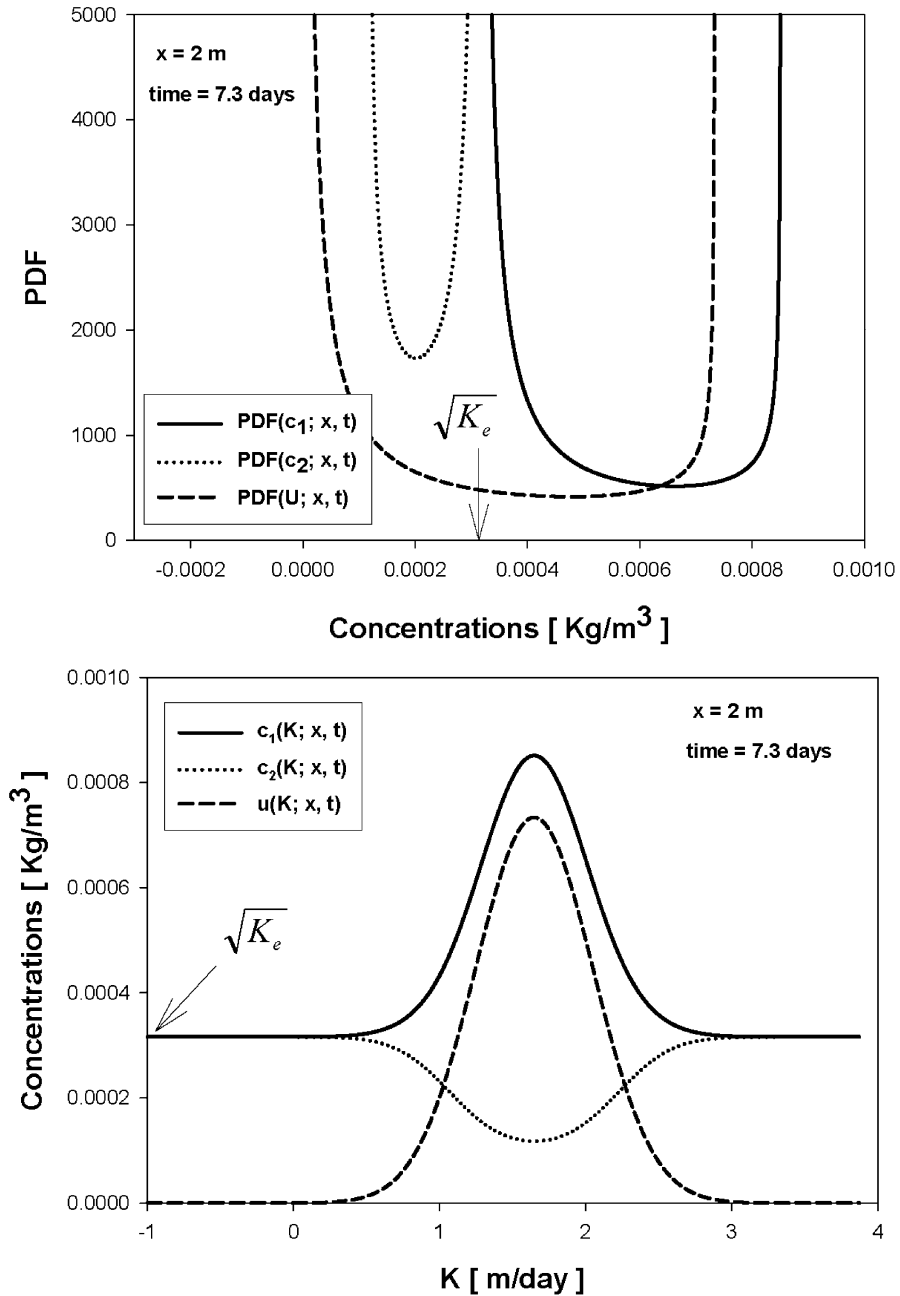 5000
4000
3000
2000
1000
0
PDF
x = 2 m
time = 7.3 days
PDF(c₁; x, t)
PDF(c₂; x, t)
PDF(U; x, t)
√Kₑ
-0.0002
0.0000
0.0002
0.0004
0.0006
0.0008
0.0010
Concentrations [ Kg/m³ ]
0.0010
0.0008
0.0006
0.0004
0.0002
0.0000
Concentrations [ Kg/m³ ]
c₁(K; x, t)
c₂(K; x, t)
u(K; x, t)
x = 2 m
time = 7.3 days
√Kₑ
-1
0
1
2
3
4
K [ m/day ]